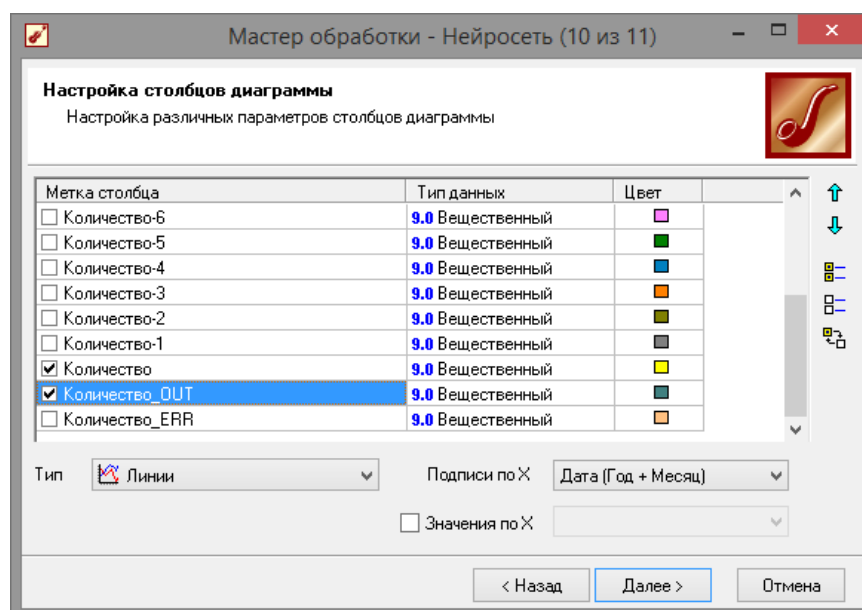 Мастер обработки - Нейросеть (10 из 11)
Настройка столбцов диаграммы
Настройка различных параметров столбцов диаграммы
Метка столбца Тип данных Цвет
Количество-6 9.0 Вещественный
Количество-5 9.0 Вещественный
Количество-4 9.0 Вещественный
Количество-3 9.0 Вещественный
Количество-2 9.0 Вещественный
Количество-1 9.0 Вещественный
Количество 9.0 Вещественный
Количество_OUT 9.0 Вещественный
Количество_ERR 9.0 Вещественный
Тип Линии Подписи по X Дата (Год + Месяц)
Значения по X
< Назад Далее > Отмена